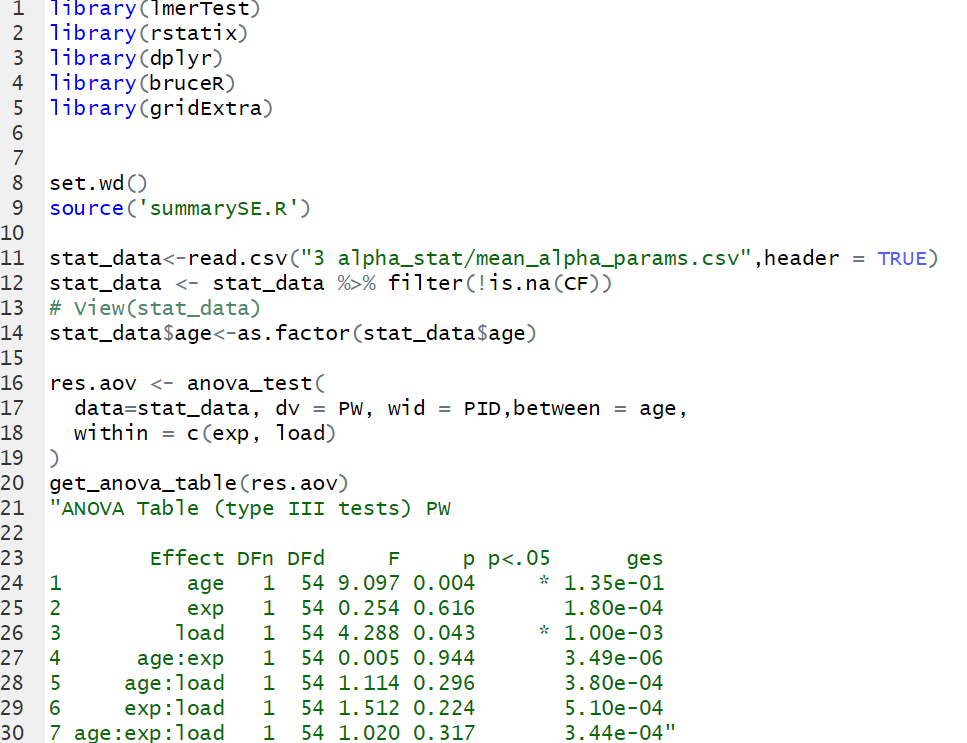 1 library(lmerTest)
2 library(rstatix)
3 library(dplyr)
4 library(bruceR)
5 library(gridExtra)
6
7
8 set.wd()
9 source('summarySE.R')
10
11 stat_data<-read.csv("3 alpha_stat/mean_alpha_params.csv",header = TRUE)
12 stat_data <- stat_data %>% filter(!is.na(CF))
13 # View(stat_data)
14 stat_data$age<-as.factor(stat_data$age)
15
16 res.aov <- anova_test(
17   data=stat_data, dv = PW, wid = PID,between = age,
18   within = c(exp, load)
19 )
20 get_anova_table(res.aov)
21 "ANOVA Table (type III tests) PW
22
23         Effect DFn DFd     F     p p<.05      ges
24 1          age   1  54 9.097 0.004     * 1.35e-01
25 2          exp   1  54 0.254 0.616       1.80e-04
26 3         load   1  54 4.288 0.043     * 1.00e-03
27 4      age:exp   1  54 0.005 0.944       3.49e-06
28 5     age:load   1  54 1.114 0.296       3.80e-04
29 6     exp:load   1  54 1.512 0.224       5.10e-04
30 7 age:exp:load   1  54 1.020 0.317       3.44e-04"